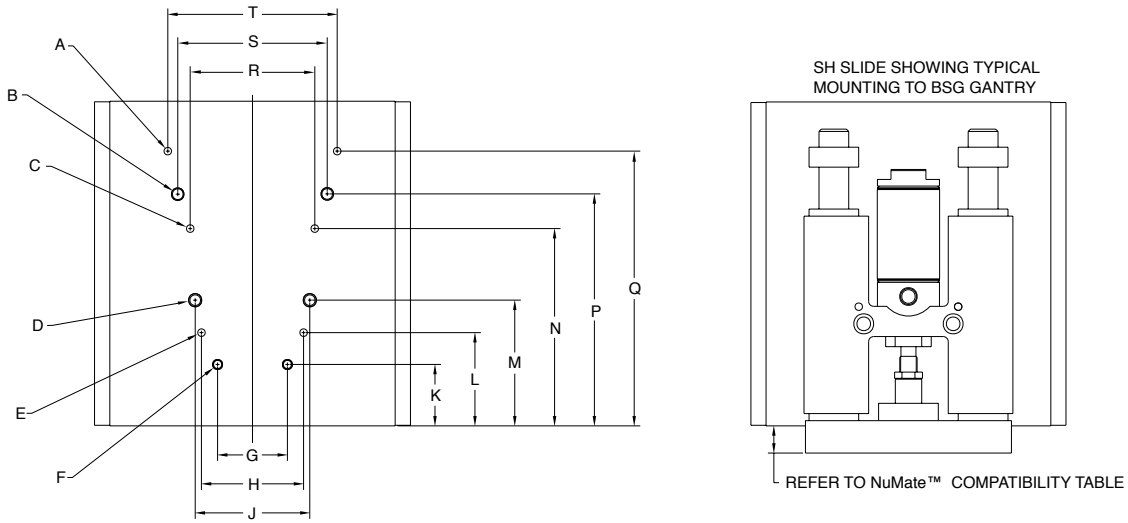 T
S
R
A
B
C
D
E
F
G
H
J
K
L
M
N
P
Q
SH SLIDE SHOWING TYPICAL
MOUNTING TO BSG GANTRY
REFER TO NuMate™ COMPATIBILITY TABLE